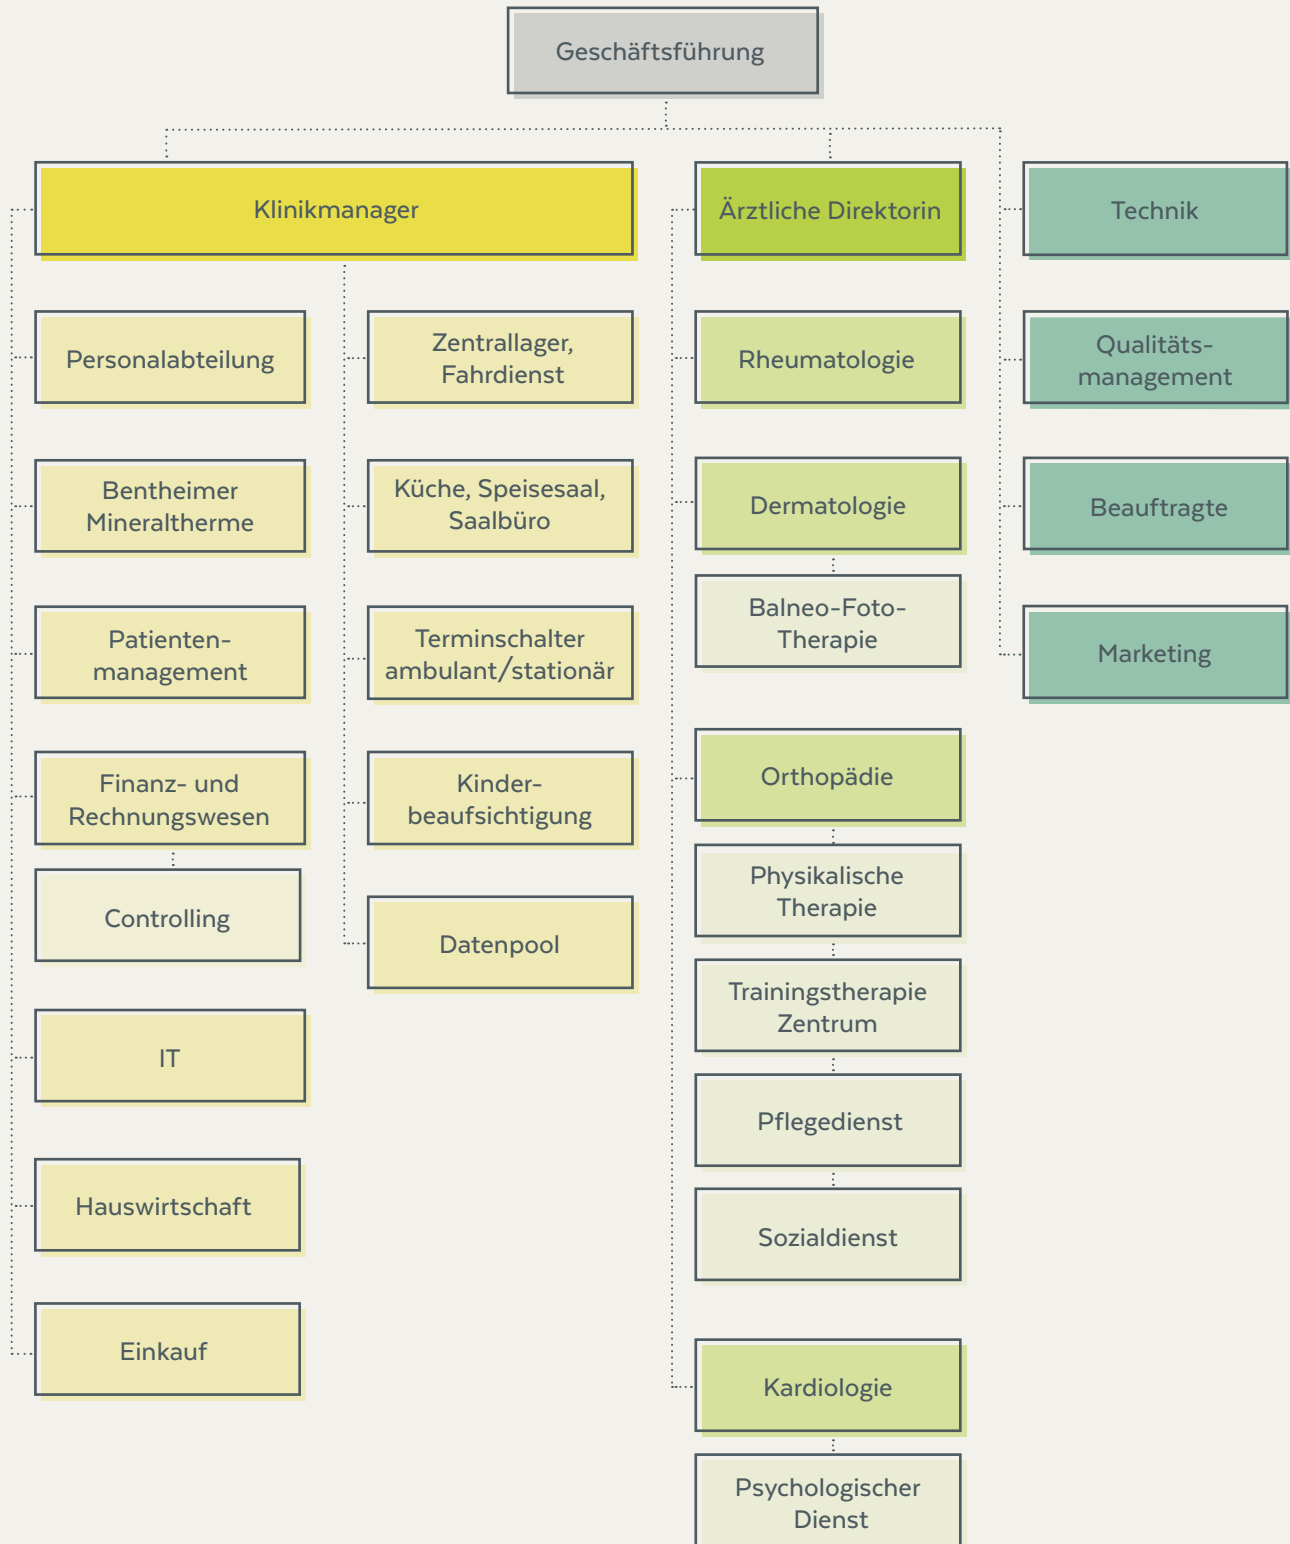 Geschäftsführung
Klinikmanager
Personalabteilung
Bentheimer
Mineraltherme
Patienten-
management
Finanz- und
Rechnungswesen
Controlling
IT
Hauswirtschaft
Einkauf
Zentrallager,
Fahrdienst
Küche, Speisesaal,
Saalbüro
Terminschalter
ambulant/stationär
Kinder-
beaufsichtigung
Datenpool
Ärztliche Direktorin
Rheumatologie
Dermatologie
Balneo-Foto-
Therapie
Orthopädie
Physikalische
Therapie
Trainingstherapie
Zentrum
Pflegedienst
Sozialdienst
Kardiologie
Psychologischer
Dienst
Technik
Qualitäts-
management
Beauftragte
Marketing